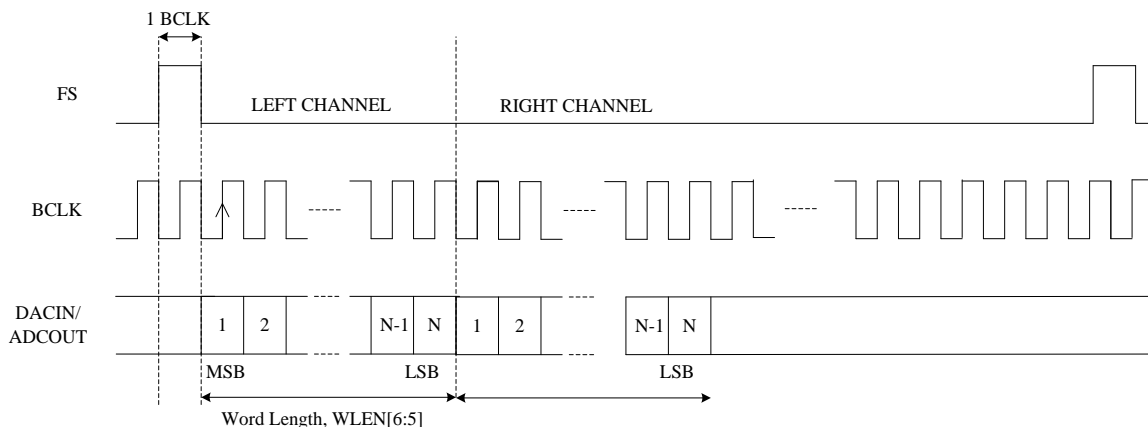 1 BCLK
FS
LEFT CHANNEL
RIGHT CHANNEL
BCLK
DACIN/
ADCOUT
1
2
N-1
N
1
2
N-1
N
MSB
LSB
LSB
Word Length, WLEN[6:5]